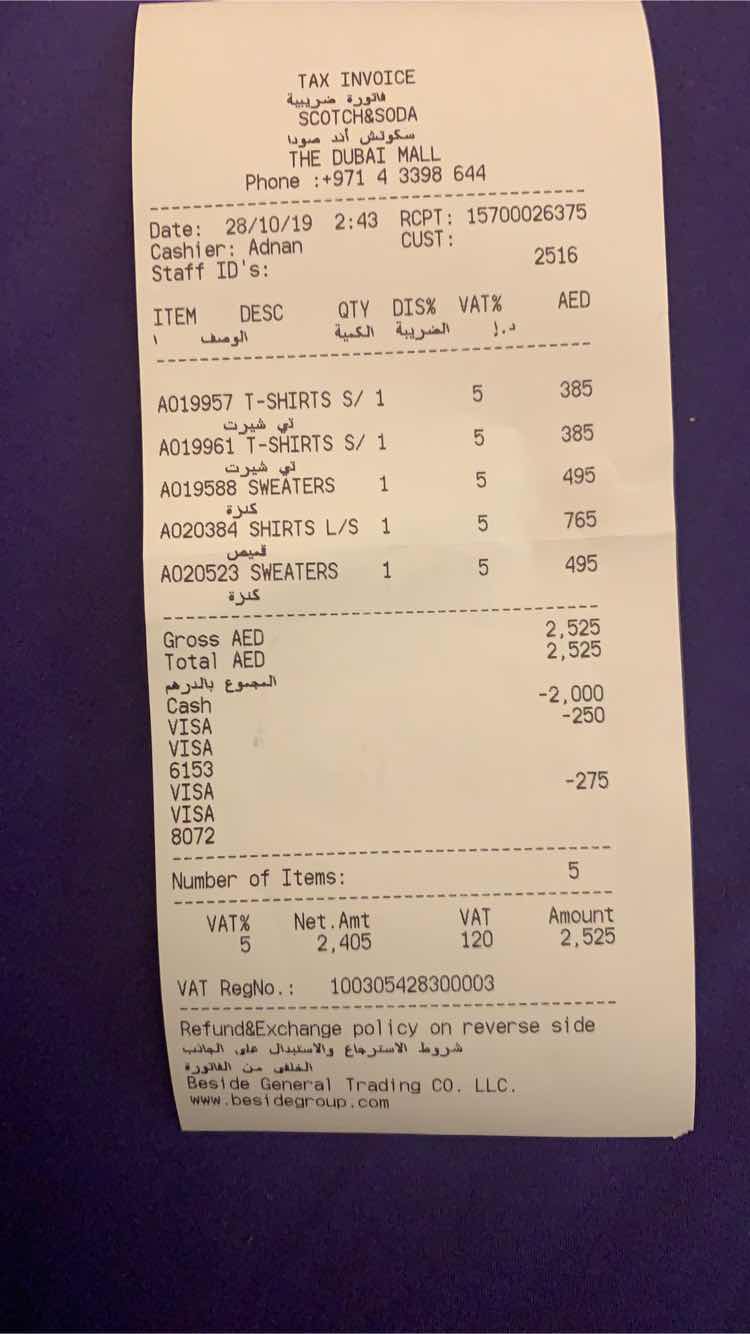 TAX INVOICE
فاتورة ضريبية
SCOTCH&SODA
سكوتش أند صودا
THE DUBAI MALL
Phone :+971 4 3398 644
Date: 28/10/19 2:43 RCPT: 15700026375
Cashier: Adnan CUST:
Staff ID's: 2516
ITEM DESC QTY DIS% VAT% AED
ا الوصف الكمية الضريبة د.إ
A019957 T-SHIRTS S/ 1 5 385
تي شيرت
A019961 T-SHIRTS S/ 1 5 385
تي شيرت
A019588 SWEATERS 1 5 495
كنزة
A020384 SHIRTS L/S 1 5 765
قميص
A020523 SWEATERS 1 5 495
كنزة
Gross AED 2,525
Total AED 2,525
المجموع بالدرهم
Cash -2,000
VISA -250
VISA
6153
VISA -275
VISA
8072
Number of Items: 5
VAT% Net.Amt VAT Amount
5 2,405 120 2,525
VAT RegNo.: 100305428300003
Refund&Exchange policy on reverse side
شروط الاسترجاع والاستبدال على الجانب
الخلفي من الفاتورة
Beside General Trading CO. LLC.
www.besidegroup.com